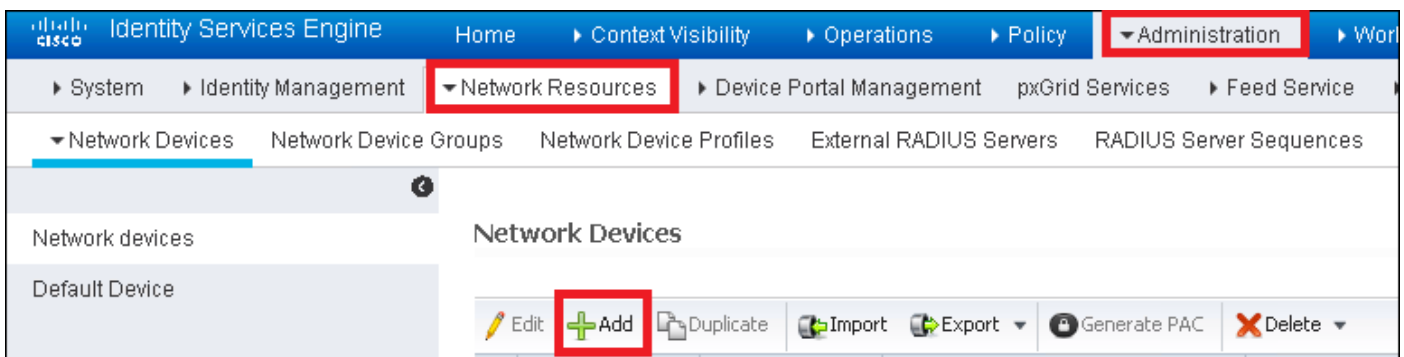 cisco Identity Services Engine Home Context Visibility Operations Policy Administration Worl
System Identity Management Network Resources Device Portal Management pxGrid Services Feed Service
Network Devices Network Device Groups Network Device Profiles External RADIUS Servers RADIUS Server Sequences
Network devices
Default Device
Network Devices
Edit Add Duplicate Import Export Generate PAC Delete